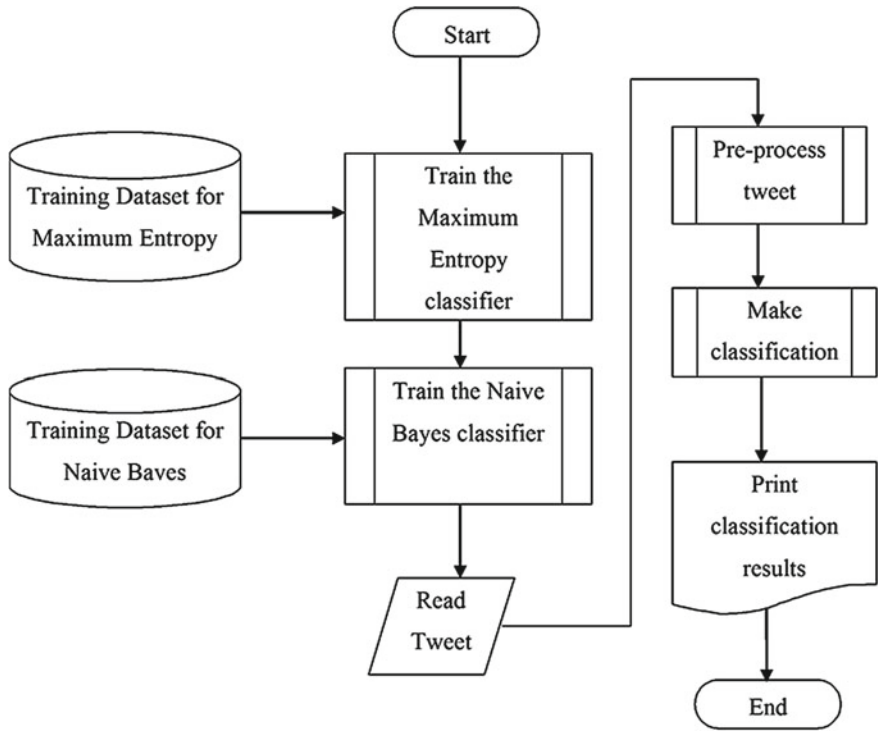 Start
Training Dataset for
Maximum Entropy
Train the
Maximum
Entropy
classifier
Training Dataset for
Naive Baves
Train the Naive
Bayes classifier
Read
Tweet
Pre-process
tweet
Make
classification
Print
classification
results
End